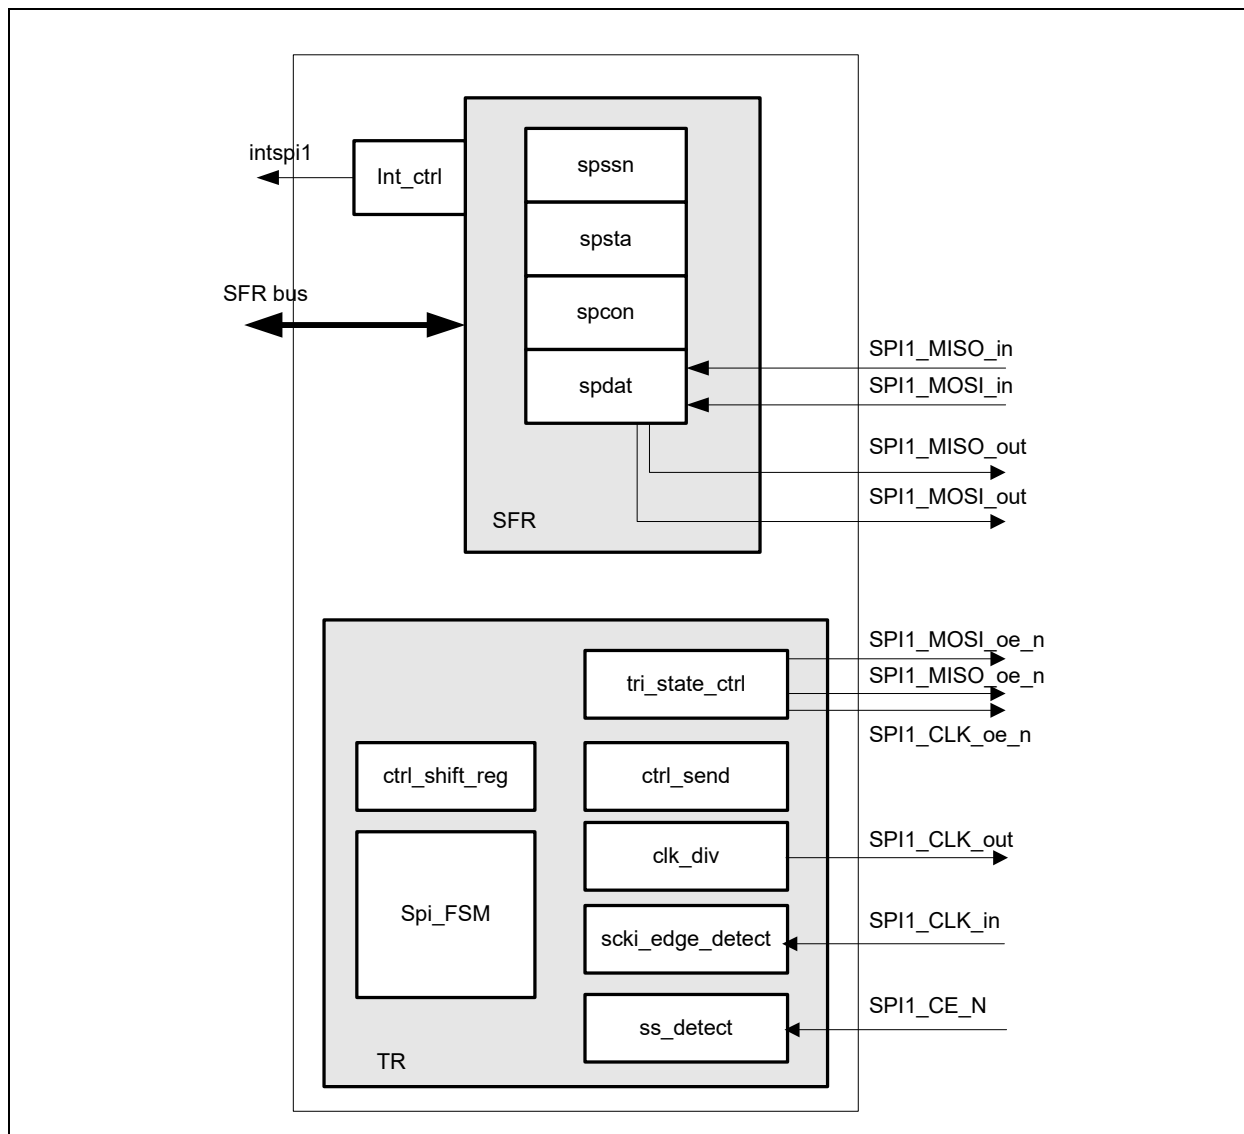 spssn
intspi1
Int_ctrl
spsta
SFR bus
spcon
SPI1_MISO_in
spdat
SPI1_MOSI_in
SPI1_MISO_out
SPI1_MOSI_out
SFR
SPI1_MOSI_oe_n
tri_state_ctrl
SPI1_MISO_oe_n
SPI1_CLK_oe_n
ctrl_shift_reg
ctrl_send
SPI1_CLK_out
clk_div
Spi_FSM
SPI1_CLK_in
scki_edge_detect
SPI1_CE_N
ss_detect
TR